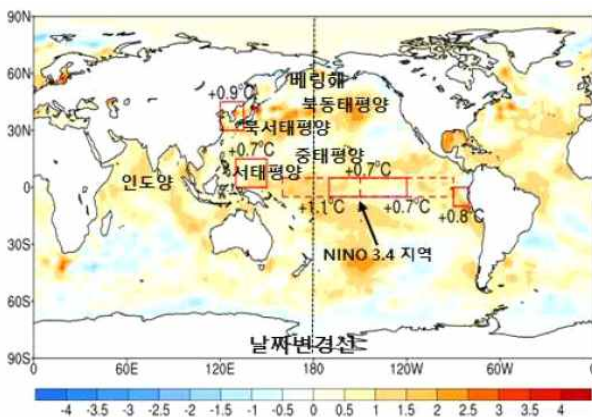 90N
60N
30N
0
30S
60S
90S
베링해
+0.9°C
북동태평양
북서태평양
+0.7°C
중태평양
서태평양
+0.7°C
인도양
+1.1°C
+0.7°C
+0.8°C
NINO 3.4 지역
날짜변경선
0
60E
120E
180
120W
60W
0
-4 -3.5 -3 -2.5 -2 -1.5 -1 -0.5 0 0.5 1 1.5 2 2.5 3 3.5 4